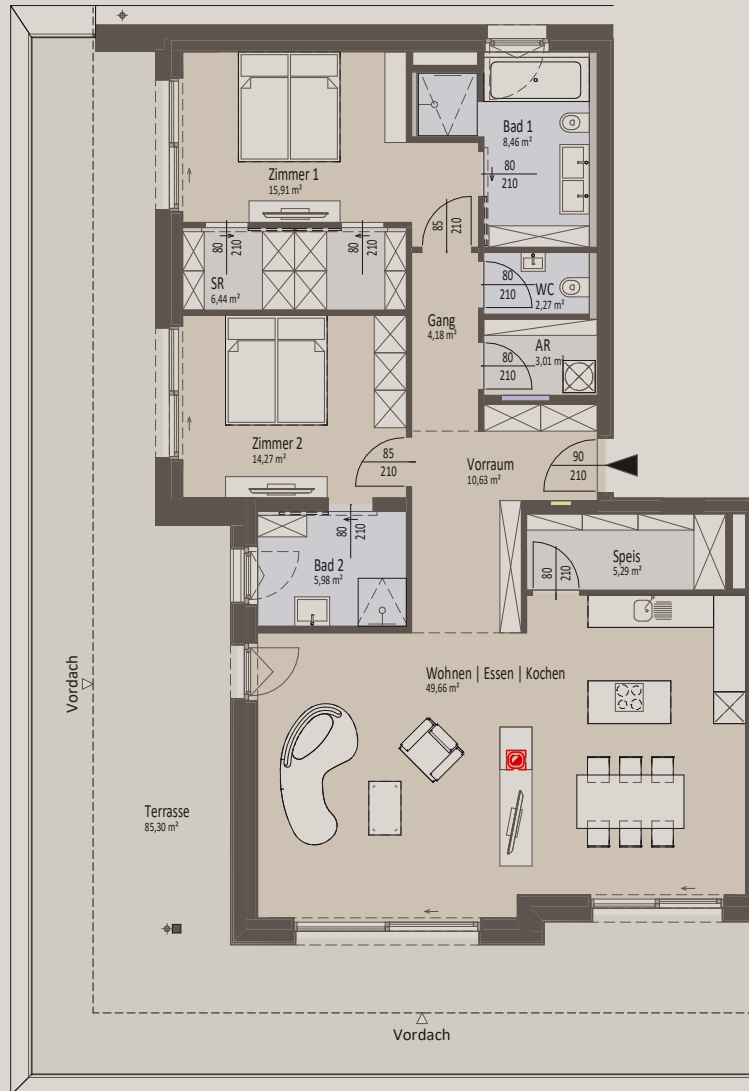 Bad 1
8,46 m²
80
210
Zimmer 1
15,91 m²
85
210
80
210
80
210
SR
6,44 m²
80
210
WC
2,27 m²
Gang
4,18 m²
AR
3,01 m²
80
210
Zimmer 2
14,27 m²
85
210
Vorraum
10,63 m²
90
210
80
210
Bad 2
5,98 m²
80
210
Speis
5,29 m²
Wohnen | Essen | Kochen
49,66 m²
Vordach
Terrasse
85,30 m²
Vordach